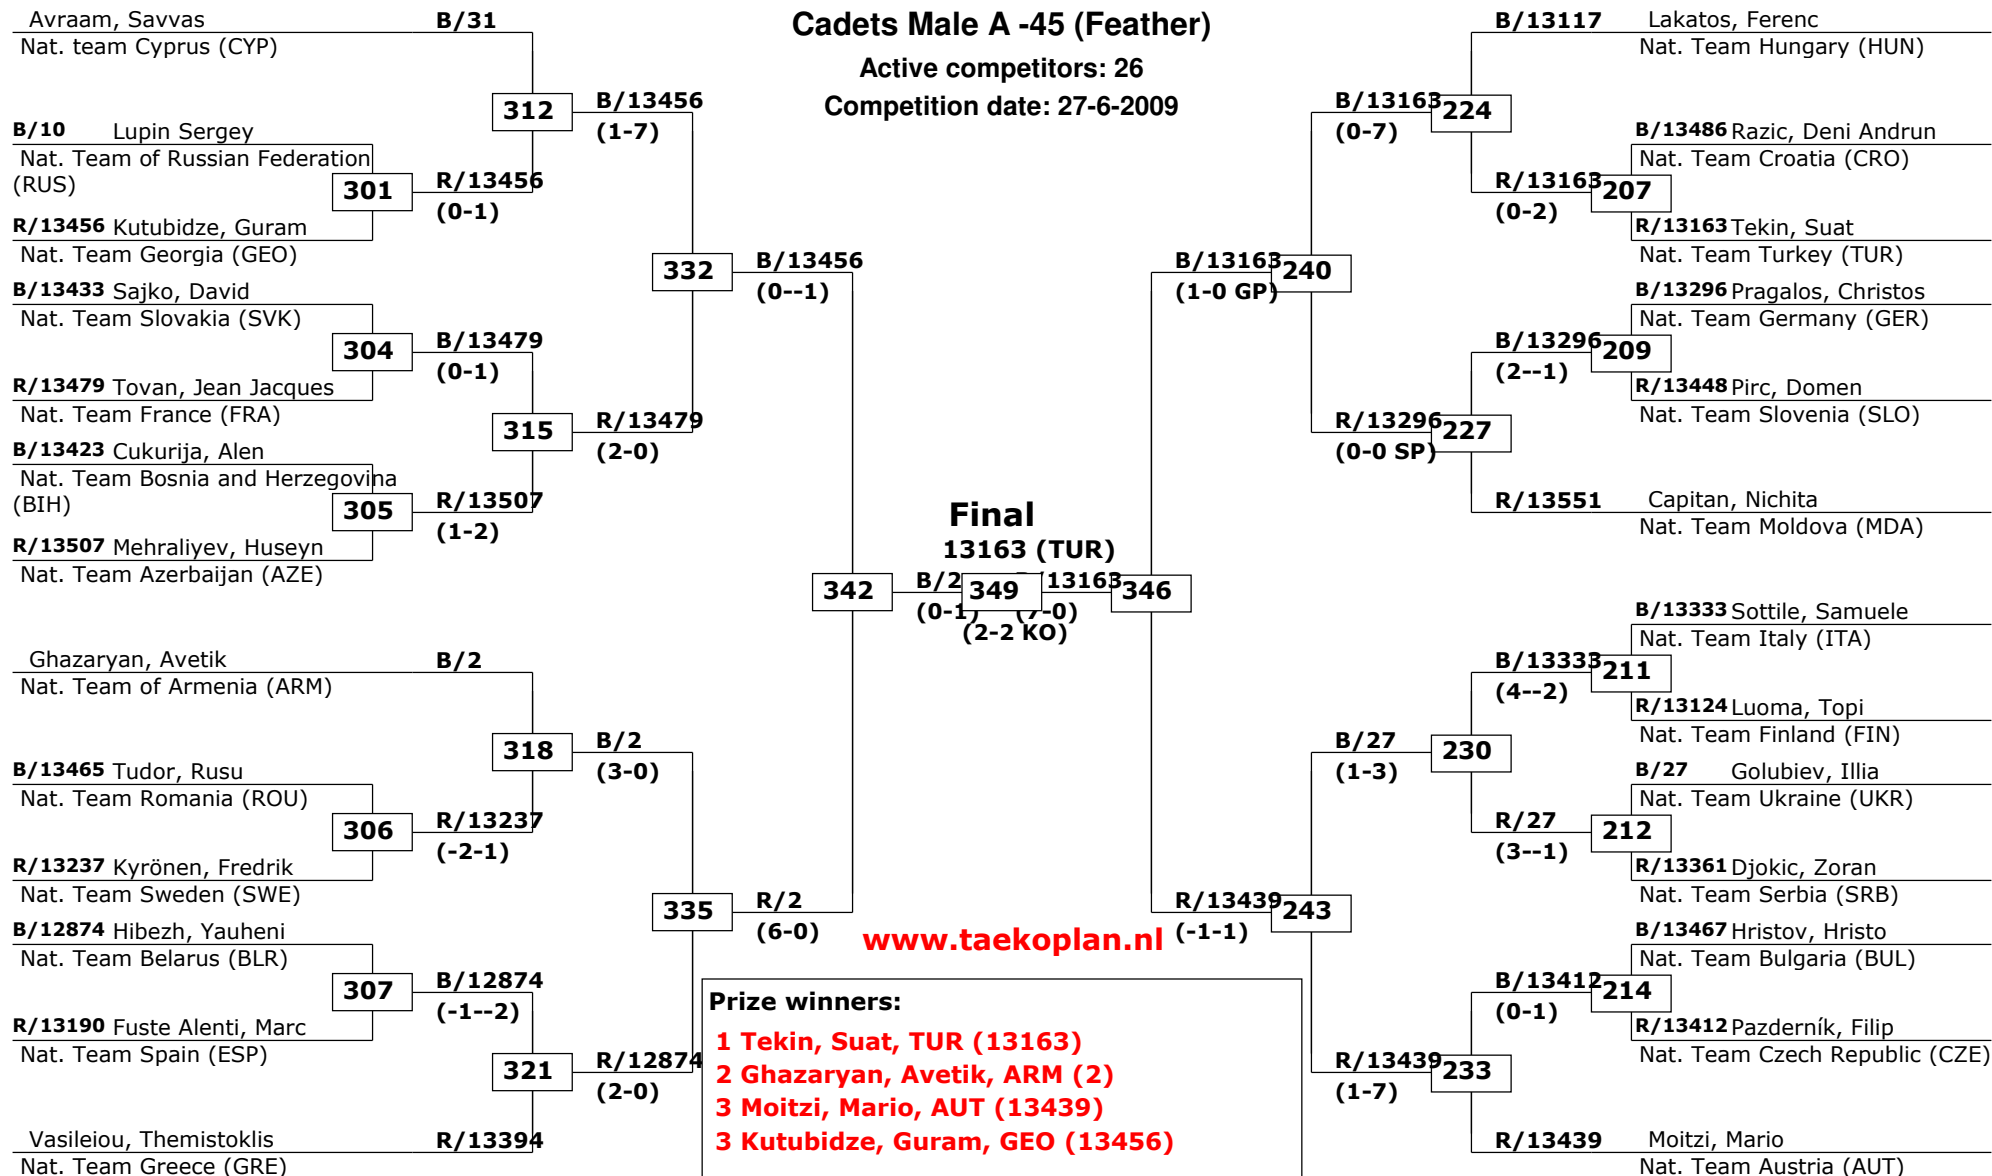 Cadets Male A -45 (Feather)
Active competitors: 26
Competition date: 27-6-2009
Avraam, Savvas
B/31
Nat. team Cyprus (CYP)
312
B/13456
(1-7)
B/10 Lupin Sergey
Nat. Team of Russian Federation
(RUS)
301
R/13456
(0-1)
R/13456 Kutubidze, Guram
Nat. Team Georgia (GEO)
332
B/13456
(0--1)
B/13433 Sajko, David
Nat. Team Slovakia (SVK)
304
B/13479
(0-1)
R/13479 Tovan, Jean Jacques
Nat. Team France (FRA)
315
R/13479
(2-0)
B/13423 Cukurija, Alen
Nat. Team Bosnia and Herzegovina
(BIH)
305
R/13507
(1-2)
R/13507 Mehraliyev, Huseyn
Nat. Team Azerbaijan (AZE)
342
B/2
(0-1)
Ghazaryan, Avetik
B/2
Nat. Team of Armenia (ARM)
318
B/2
(3-0)
B/13465 Tudor, Rusu
Nat. Team Romania (ROU)
306
R/13237
(-2-1)
R/13237 Kyrönen, Fredrik
Nat. Team Sweden (SWE)
335
R/2
(6-0)
B/12874 Hibezh, Yauheni
Nat. Team Belarus (BLR)
307
B/12874
(-1--2)
R/13190 Fuste Alenti, Marc
Nat. Team Spain (ESP)
321
R/12874
(2-0)
Vasileiou, Themistoklis
R/13394
Nat. Team Greece (GRE)
Final
13163 (TUR)
349
(2-2 KO)
/13163
(7-0)
346
B/13117 Lakatos, Ferenc
Nat. Team Hungary (HUN)
B/13163
(0-7)
224
B/13486 Razic, Deni Andrun
Nat. Team Croatia (CRO)
R/13163
(0-2)
207
R/13163 Tekin, Suat
Nat. Team Turkey (TUR)
B/13163
(1-0 GP)
240
B/13296 Pragalos, Christos
Nat. Team Germany (GER)
B/13296
(2--1)
209
R/13448 Pirc, Domen
Nat. Team Slovenia (SLO)
R/13296
(0-0 SP)
227
R/13551 Capitan, Nichita
Nat. Team Moldova (MDA)
B/13333 Sottile, Samuele
Nat. Team Italy (ITA)
B/13333
(4--2)
211
R/13124 Luoma, Topi
Nat. Team Finland (FIN)
B/27
(1-3)
230
B/27 Golubiev, Illia
Nat. Team Ukraine (UKR)
R/27
(3--1)
212
R/13361 Djokic, Zoran
Nat. Team Serbia (SRB)
R/13439
(-1-1)
243
B/13467 Hristov, Hristo
Nat. Team Bulgaria (BUL)
B/13412
(0-1)
214
R/13412 Pazderník, Filip
Nat. Team Czech Republic (CZE)
R/13439
(1-7)
233
R/13439 Moitzi, Mario
Nat. Team Austria (AUT)
www.taekoplan.nl
Prize winners:
1 Tekin, Suat, TUR (13163)
2 Ghazaryan, Avetik, ARM (2)
3 Moitzi, Mario, AUT (13439)
3 Kutubidze, Guram, GEO (13456)